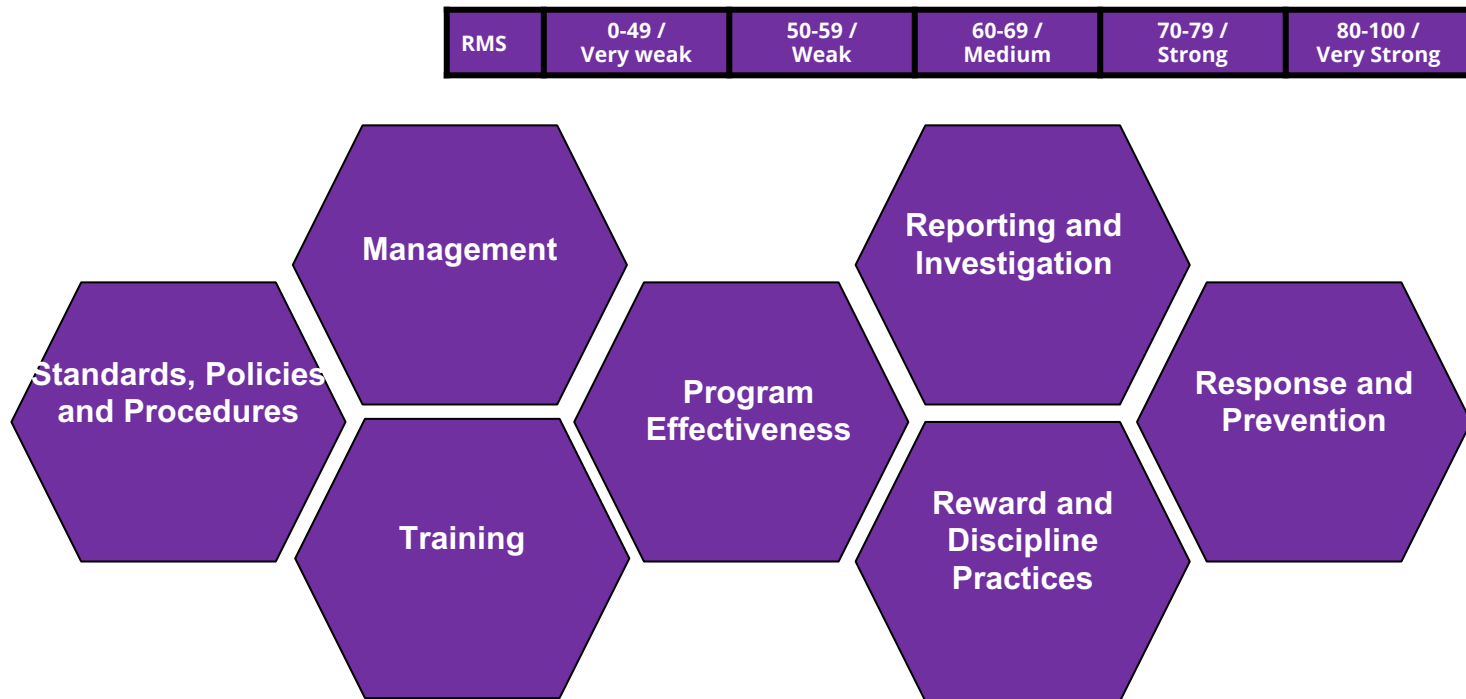 RMS
0-49 /
Very weak
50-59 /
Weak
60-69 /
Medium
70-79 /
Strong
80-100 /
Very Strong
Management
Reporting and
Investigation
Standards, Policies
and Procedures
Program
Effectiveness
Response and
Prevention
Training
Reward and
Discipline
Practices